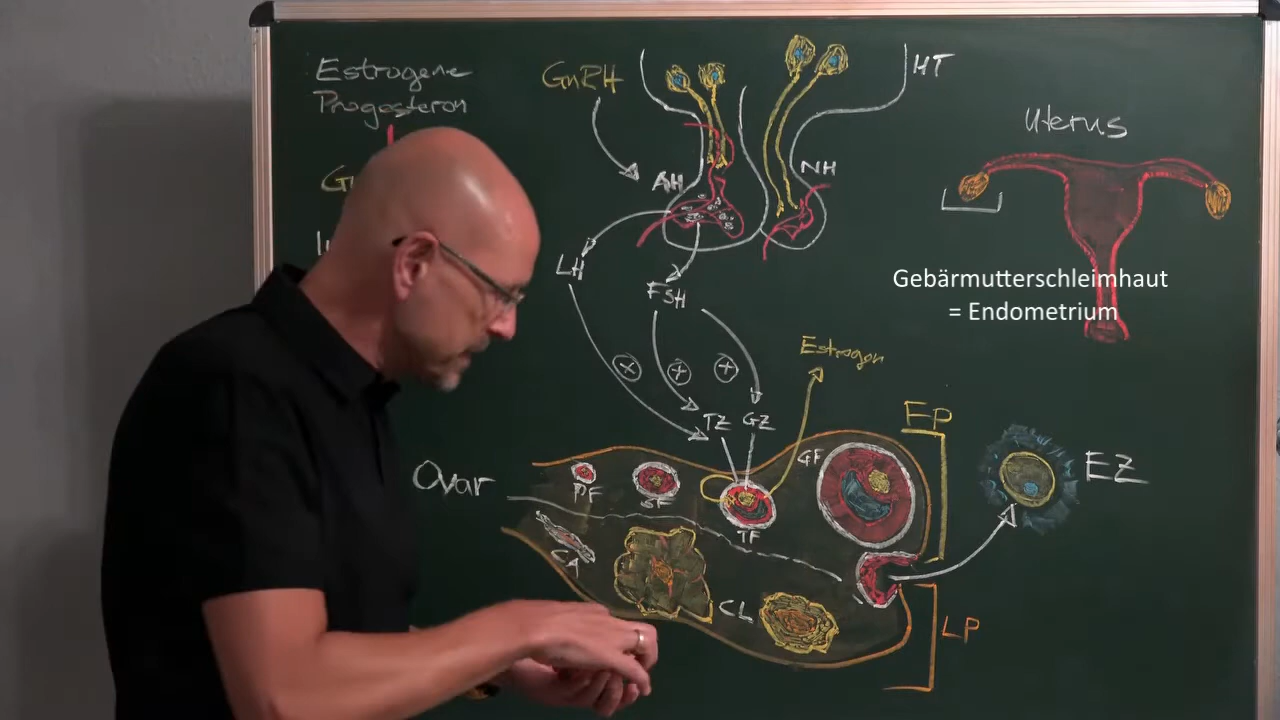 Estrogene
Progesteron
GnRH
HT
Uterus
AH
NH
LH
FSH
Gebärmutterschleimhaut
= Endometrium
Estrogen
TZ
GZ
Ep
Ovar
GF
EZ
PF
SF
TF
CA
CL
LP